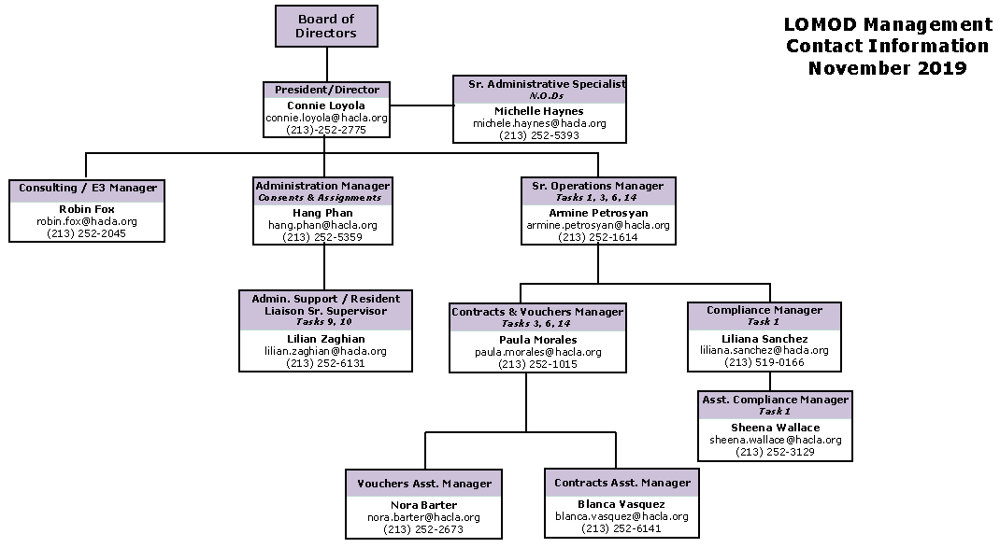 LOMOD Management
Contact Information
November 2019
Board of
Directors
President/Director
Connie Loyola
connie.loyola@hacla.org
(213)-252-2775
Sr. Administrative Specialist
N.O.Ds
Michelle Haynes
michele.haynes@hacla.org
(213) 252-5393
Consulting / E3 Manager
Robin Fox
robin.fox@hacla.org
(213) 252-2045
Administration Manager
Consents & Assignments
Hang Phan
hang.phan@hacla.org
(213) 252-5359
Sr. Operations Manager
Tasks 1, 3, 6, 14
Armine Petrosyan
armine.petrosyan@hacla.org
(213) 252-1614
Admin. Support / Resident
Liaison Sr. Supervisor
Tasks 9, 10
Lilian Zaghian
lilian.zaghian@hacla.org
(213) 252-6131
Contracts & Vouchers Manager
Tasks 3, 6, 14
Paula Morales
paula.morales@hacla.org
(213) 252-1015
Compliance Manager
Task 1
Liliana Sanchez
liliana.sanchez@hacla.org
(213) 519-0166
Asst. Compliance Manager
Task 1
Sheena Wallace
sheena.wallace@hacla.org
(213) 252-3129
Vouchers Asst. Manager
Nora Barter
nora.barter@hacla.org
(213) 252-2673
Contracts Asst. Manager
Blanca Vasquez
blanca.vasquez@hacla.org
(213) 252-6141